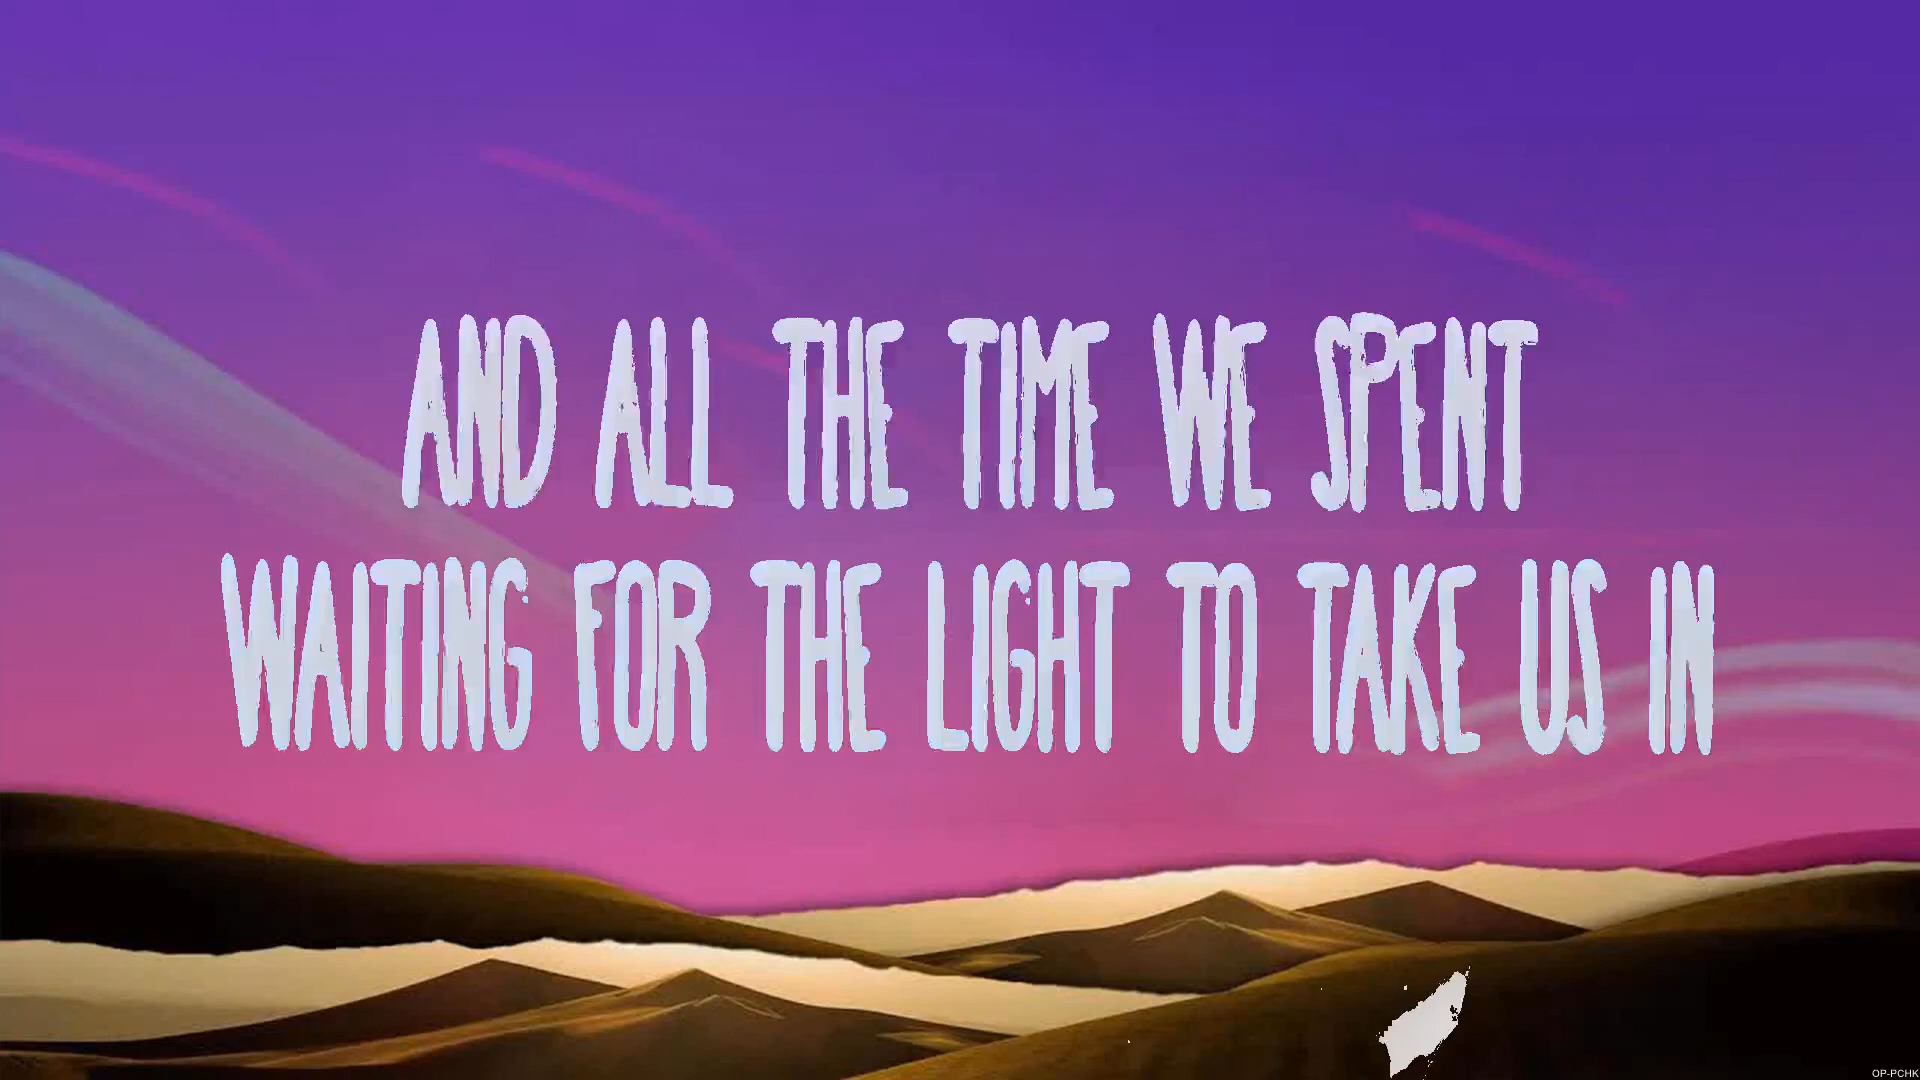 AND ALL THE TIME WE SPENT
WAITING FOR THE LIGHT TO TAKE US IN
OP-PCHK